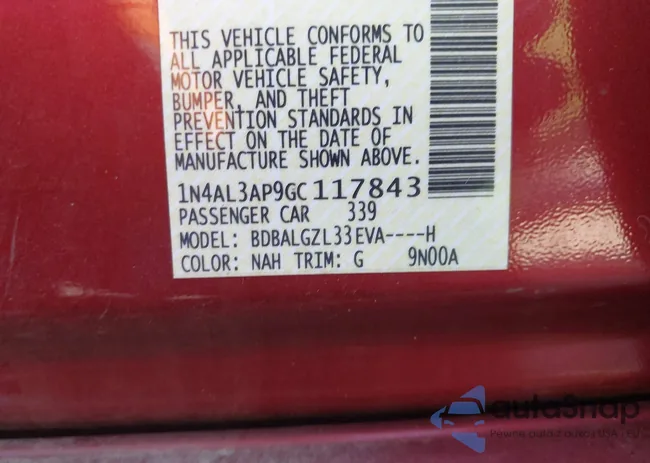 THIS VEHICLE CONFORMS TO
ALL APPLICABLE FEDERAL
MOTOR VEHICLE SAFETY,
BUMPER, AND THEFT
PREVENTION STANDARDS IN
EFFECT ON THE DATE OF
MANUFACTURE SHOWN ABOVE.
1N4AL3AP9GC117843
PASSENGER CAR 339
MODEL: BDBALGZL33EVA----H
COLOR: NAH TRIM: G 9N00A
autoSnap